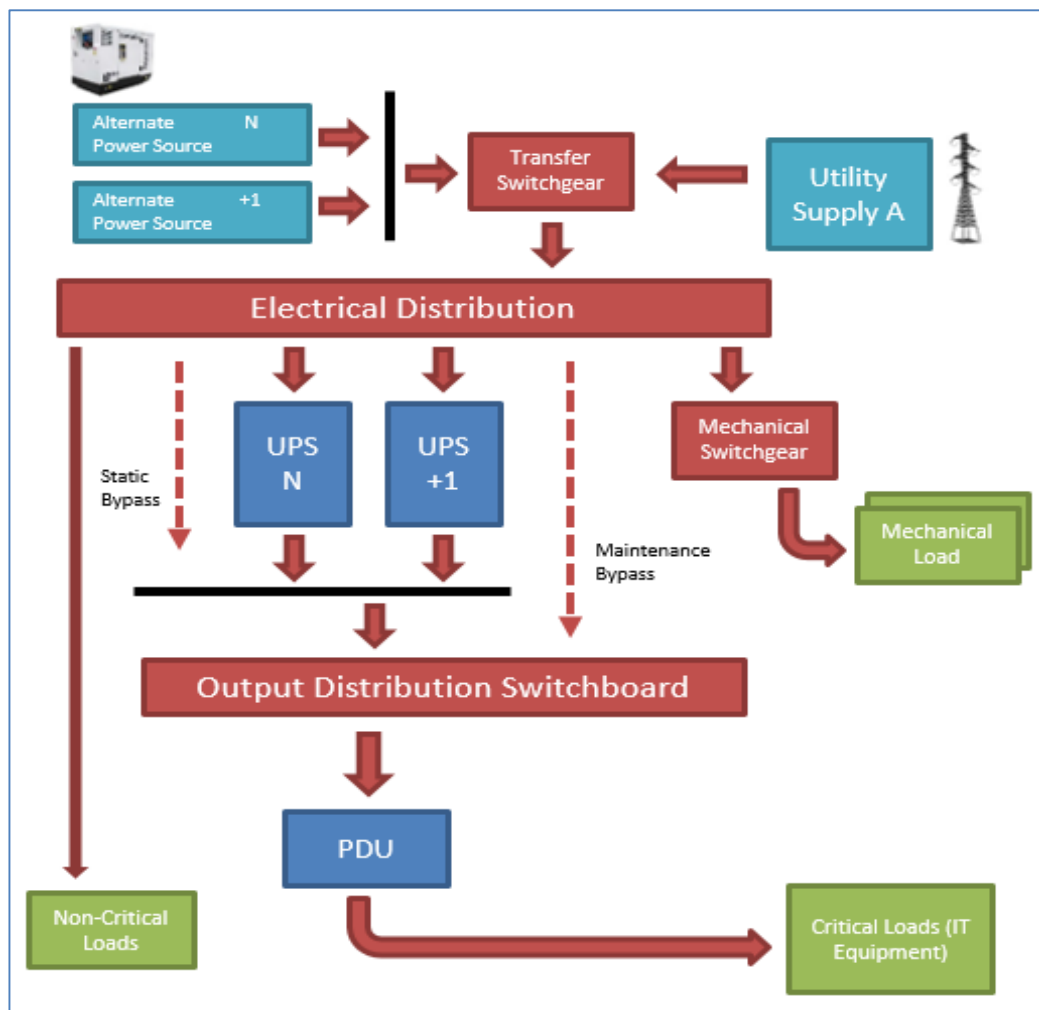 Alternate N
Power Source
Alternate +1
Power Source
Transfer
Switchgear
Utility
Supply A
Electrical Distribution
Static
Bypass
UPS
N
UPS
+1
Maintenance
Bypass
Mechanical
Switchgear
Mechanical
Load
Output Distribution Switchboard
PDU
Non-Critical
Loads
Critical Loads (IT
Equipment)